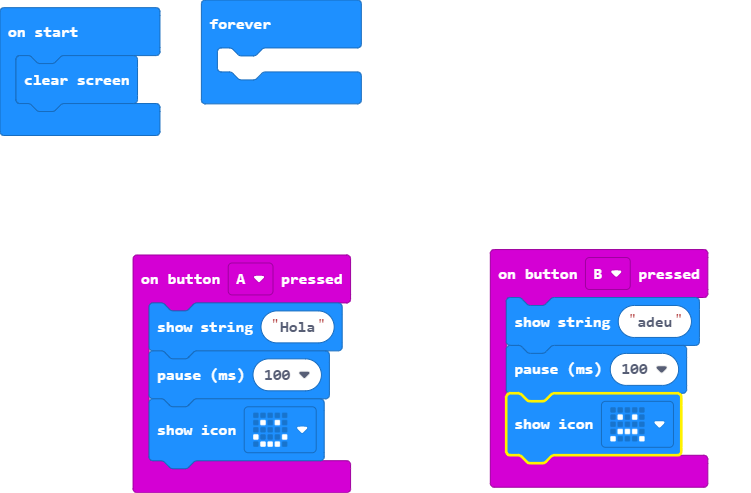 on start
clear screen
forever
on button A pressed
show string "Hola"
pause (ms) 100
show icon
on button B pressed
show string "adeu"
pause (ms) 100
show icon